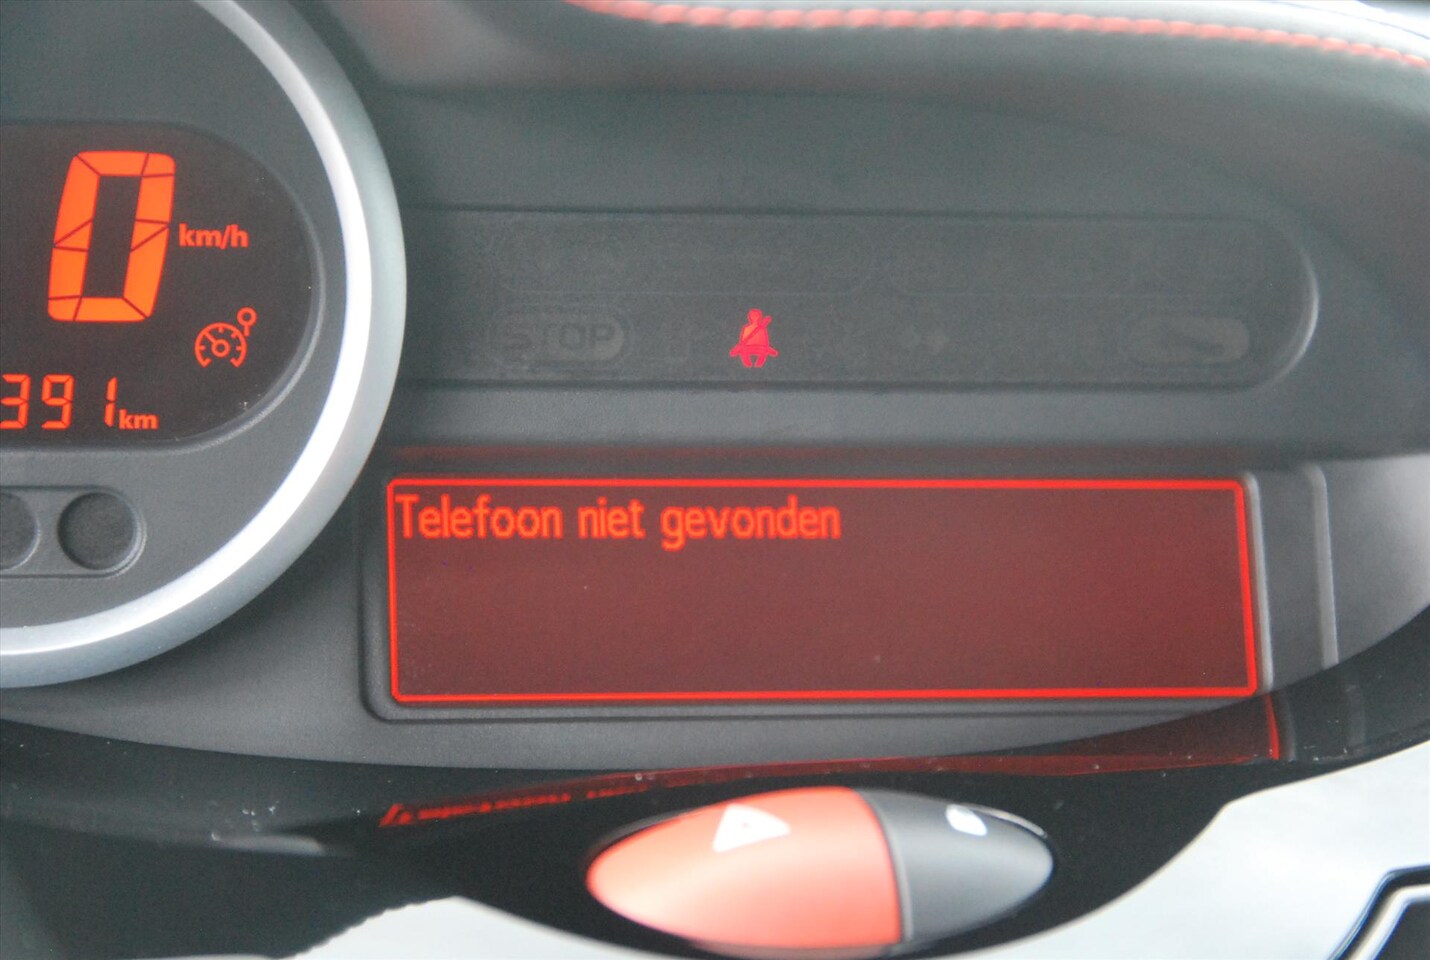 0 km/h
391 km
STOP
Telefoon niet gevonden